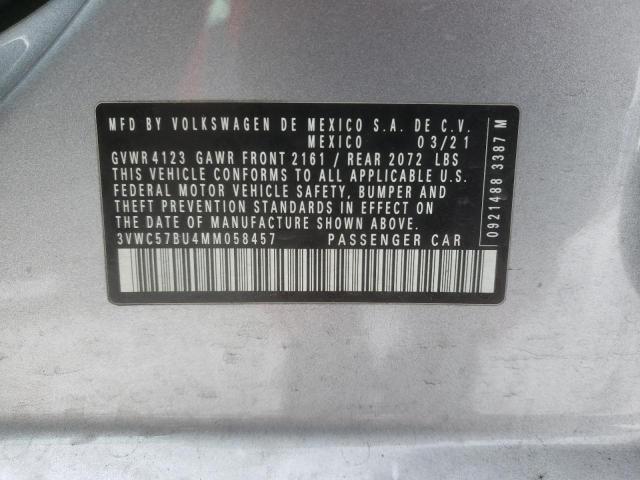 MFD BY VOLKSWAGEN DE MEXICO S.A. DE C.V.
MEXICO 03/21
GVWR 4123 GAWR FRONT 2161 / REAR 2072 LBS
THIS VEHICLE CONFORMS TO ALL APPLICABLE U.S.
FEDERAL MOTOR VEHICLE SAFETY, BUMPER AND
THEFT PREVENTION STANDARDS IN EFFECT ON
THE DATE OF MANUFACTURE SHOWN ABOVE.
3VWC57BU4MM058457 PASSENGER CAR
0921488 3387 M